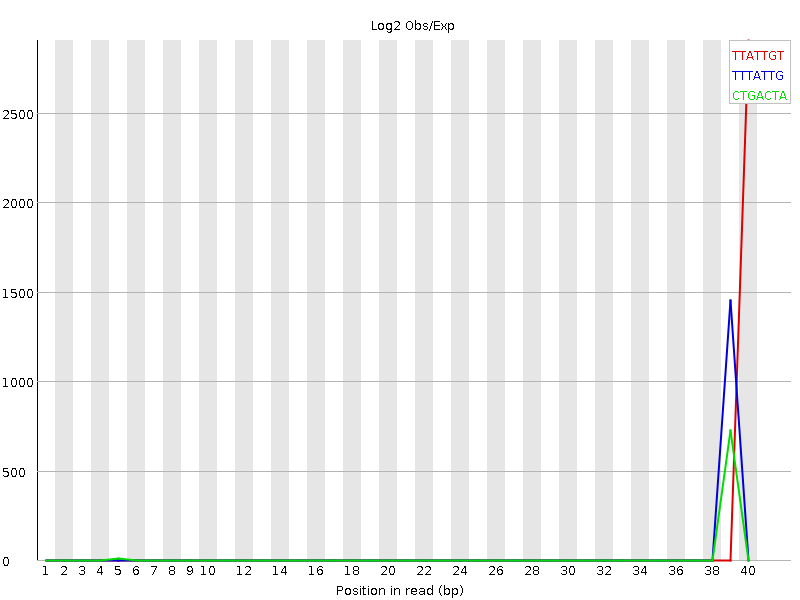 Log2 Obs/Exp
TTATTGT
TTTATTG
CTGACTA
2500
2000
1500
1000
500
0
1 2 3 4 5 6 7 8 9 10 12 14 16 18 20 22 24 26 28 30 32 34 36 38 40
Position in read (bp)